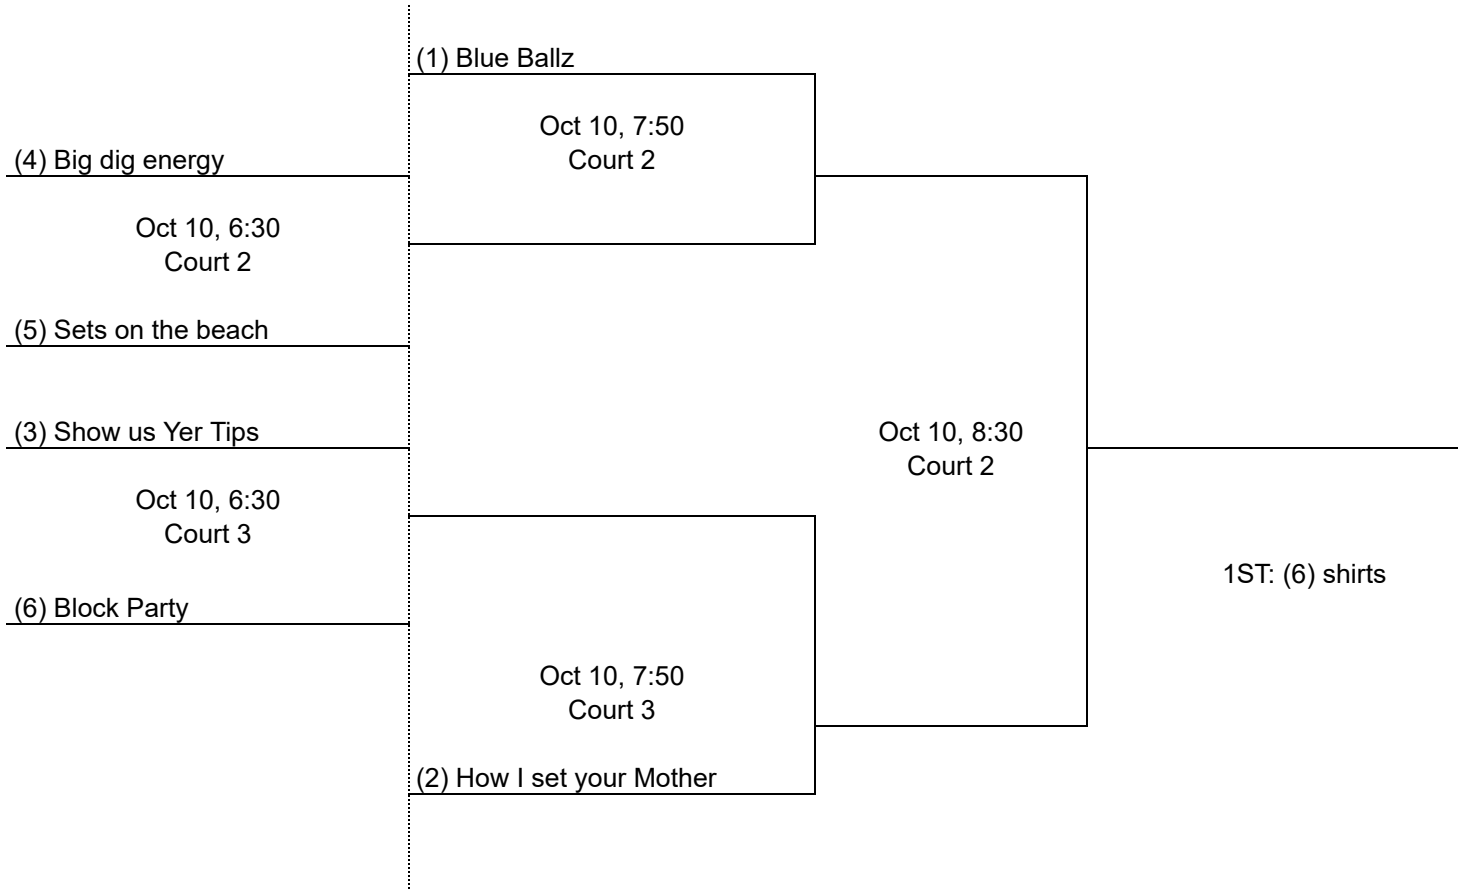 (1) Blue Ballz
Oct 10, 7:50
Court 2
(4) Big dig energy
Oct 10, 6:30
Court 2
(5) Sets on the beach
(3) Show us Yer Tips
Oct 10, 8:30
Court 2
Oct 10, 6:30
Court 3
1ST: (6) shirts
(6) Block Party
Oct 10, 7:50
Court 3
(2) How I set your Mother